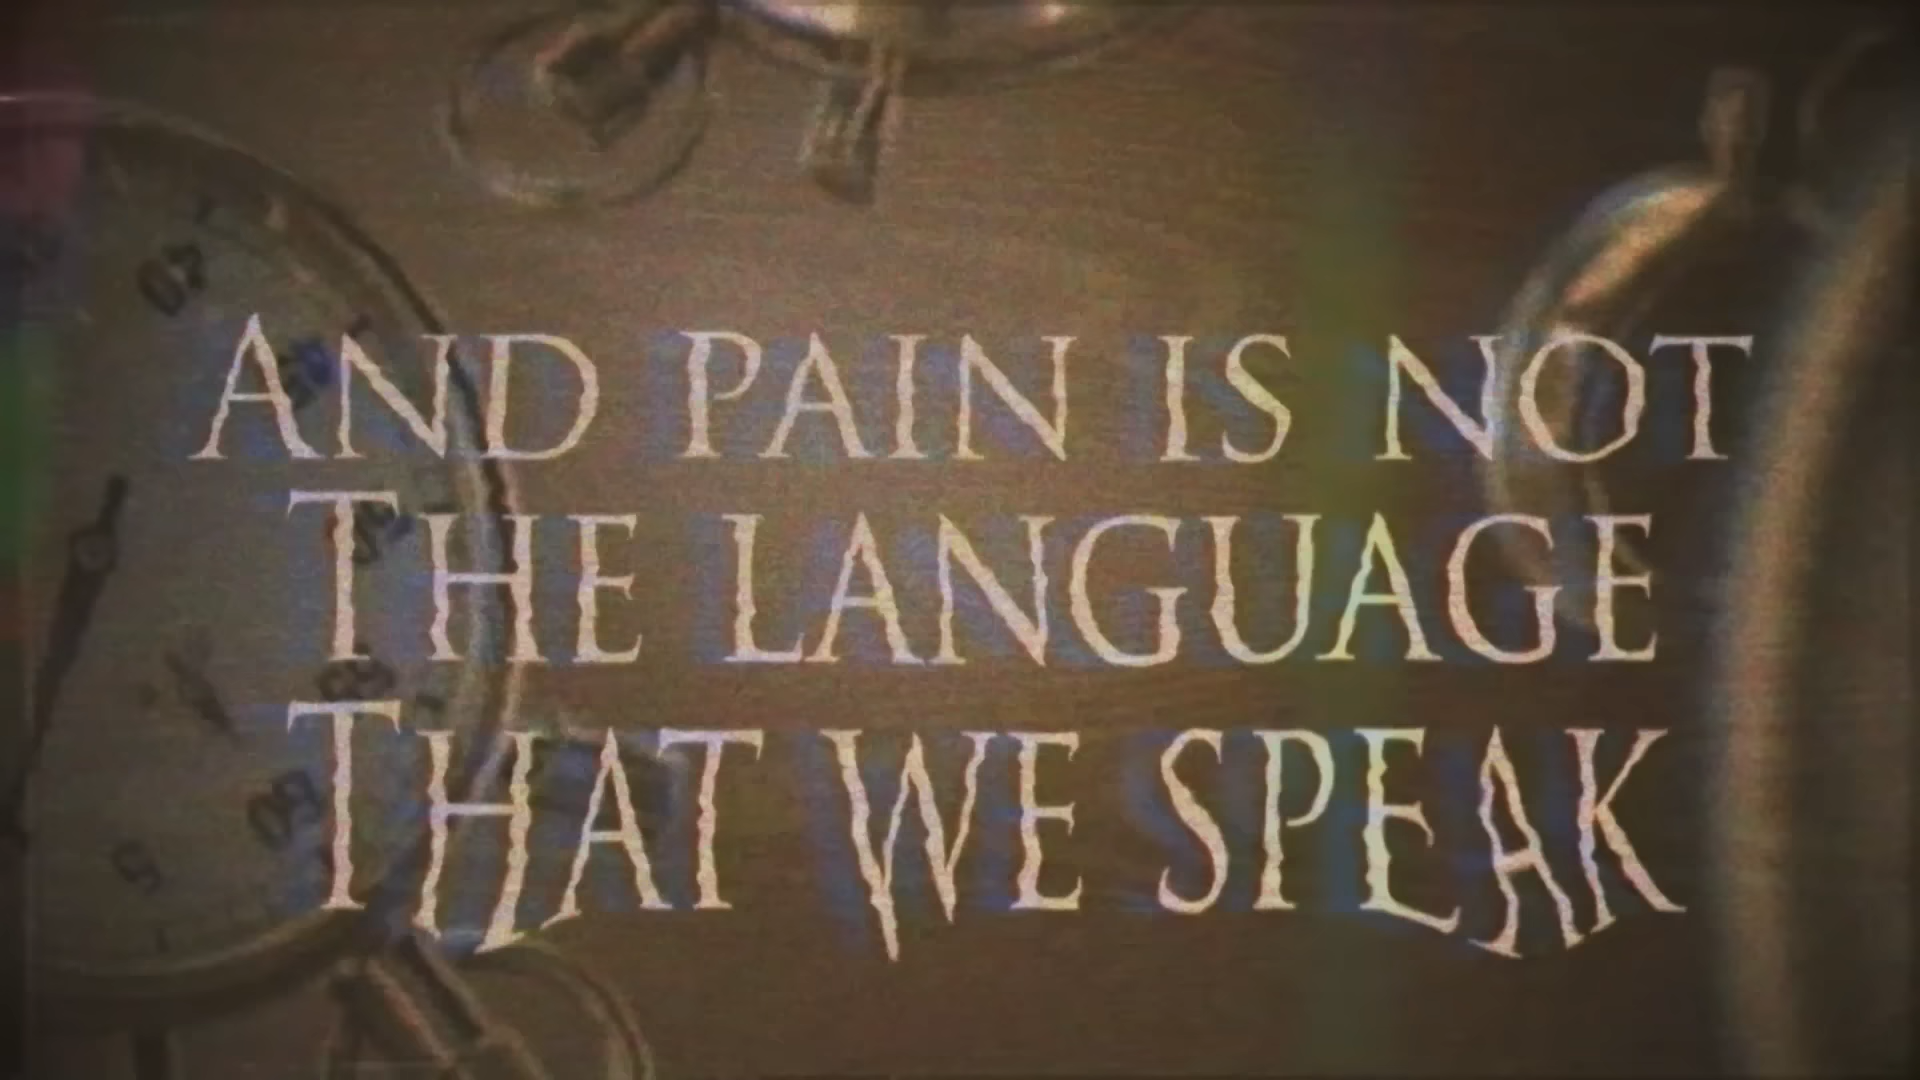 AND PAIN IS NOT
THE LANGUAGE
THAT WE SPEAK